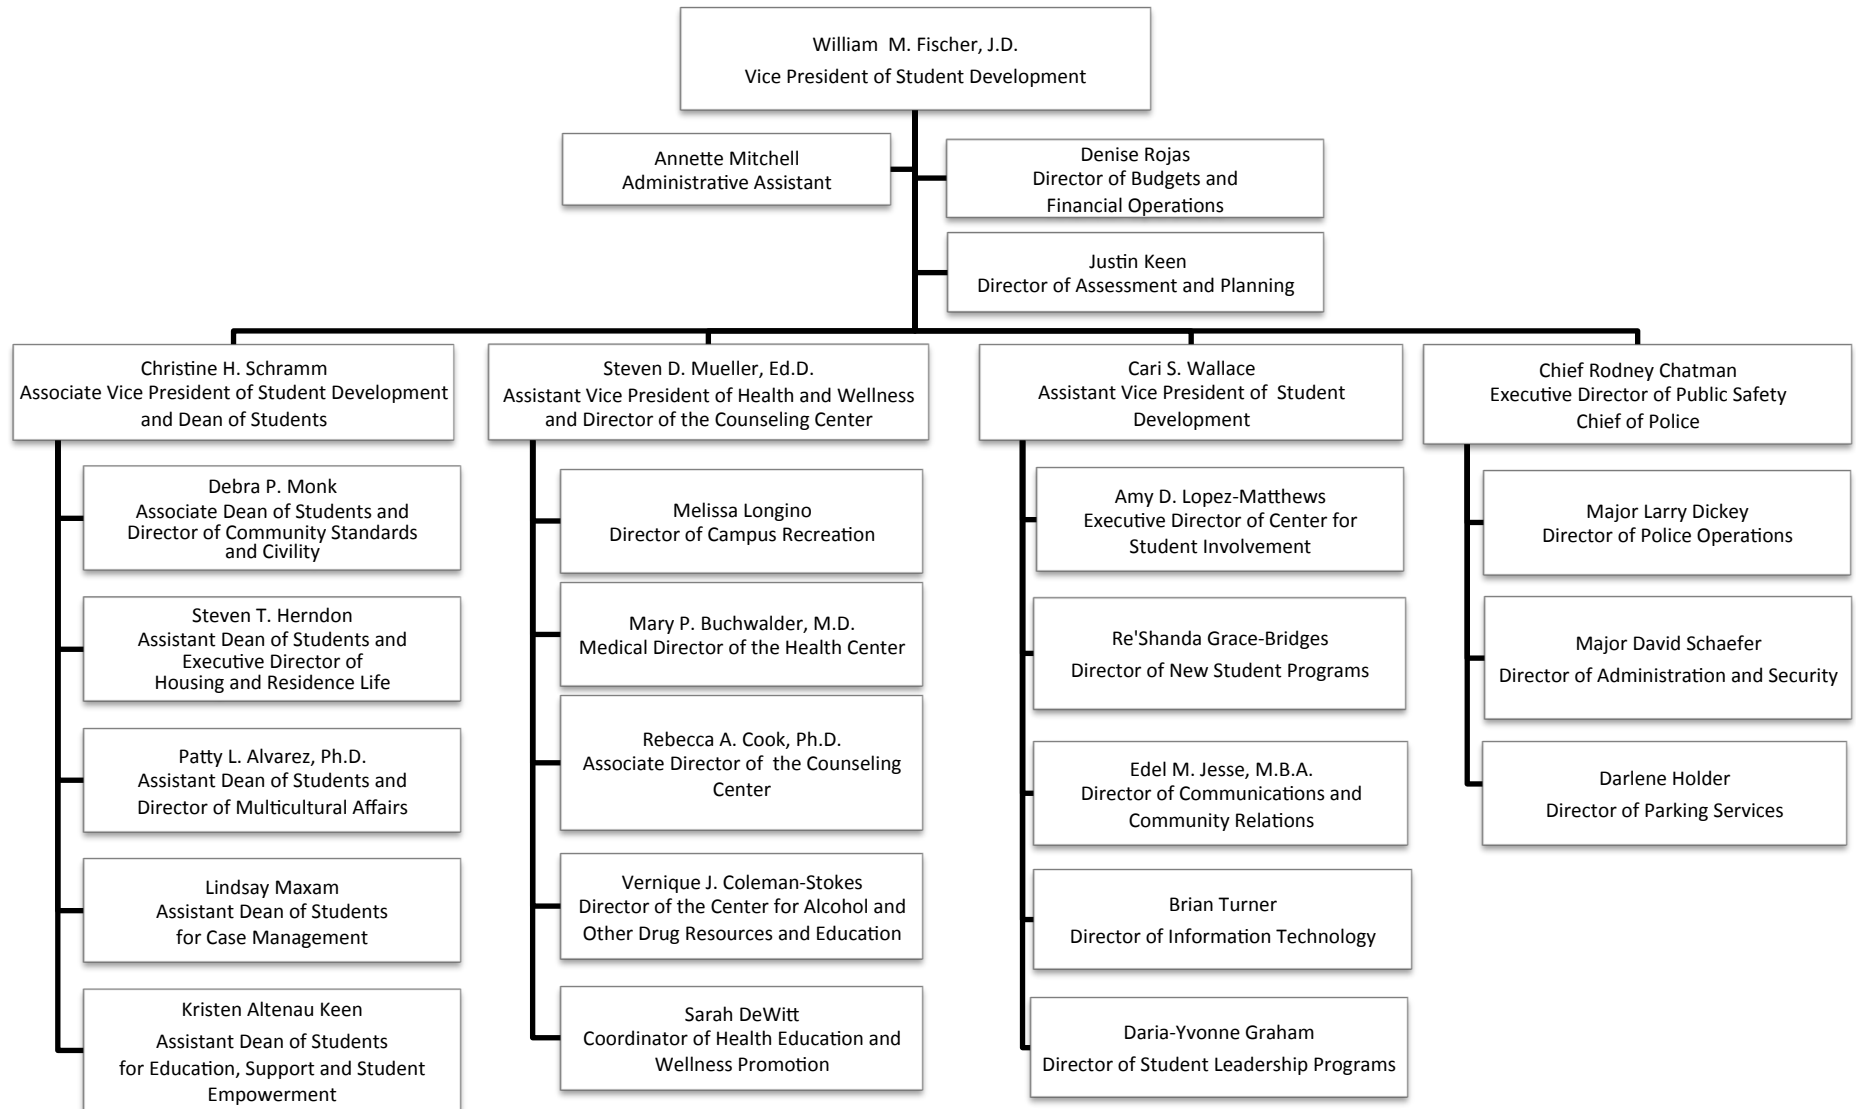 William M. Fischer, J.D.
Vice President of Student Development
Annette Mitchell
Administrative Assistant
Denise Rojas
Director of Budgets and
Financial Operations
Justin Keen
Director of Assessment and Planning
Christine H. Schramm
Associate Vice President of Student Development
and Dean of Students
Steven D. Mueller, Ed.D.
Assistant Vice President of Health and Wellness
and Director of the Counseling Center
Cari S. Wallace
Assistant Vice President of Student
Development
Chief Rodney Chatman
Executive Director of Public Safety
Chief of Police
Debra P. Monk
Associate Dean of Students and
Director of Community Standards
and Civility
Steven T. Herndon
Assistant Dean of Students and
Executive Director of
Housing and Residence Life
Patty L. Alvarez, Ph.D.
Assistant Dean of Students and
Director of Multicultural Affairs
Lindsay Maxam
Assistant Dean of Students
for Case Management
Kristen Altenau Keen
Assistant Dean of Students
for Education, Support and Student
Empowerment
Melissa Longino
Director of Campus Recreation
Mary P. Buchwalder, M.D.
Medical Director of the Health Center
Rebecca A. Cook, Ph.D.
Associate Director of the Counseling
Center
Vernique J. Coleman-Stokes
Director of the Center for Alcohol and
Other Drug Resources and Education
Sarah DeWitt
Coordinator of Health Education and
Wellness Promotion
Amy D. Lopez-Matthews
Executive Director of Center for
Student Involvement
Re'Shanda Grace-Bridges
Director of New Student Programs
Edel M. Jesse, M.B.A.
Director of Communications and
Community Relations
Brian Turner
Director of Information Technology
Daria-Yvonne Graham
Director of Student Leadership Programs
Major Larry Dickey
Director of Police Operations
Major David Schaefer
Director of Administration and Security
Darlene Holder
Director of Parking Services